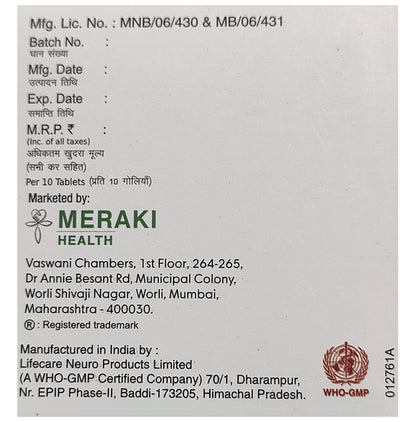 Mfg. Lic. No. : MNB/06/430 & MB/06/431
Batch No. :
घान संख्या
Mfg. Date :
उत्पादन तिथि
Exp. Date :
समाप्ति तिथि
M.R.P. ₹ :
(Inc. of all taxes)
अधिकतम खुदरा मूल्य
(सभी कर सहित)
Per 10 Tablets (प्रति 10 गोलियाँ)
Marketed by:
MERAKI
HEALTH
Vaswani Chambers, 1st Floor, 264-265,
Dr Annie Besant Rd, Municipal Colony,
Worli Shivaji Nagar, Worli, Mumbai,
Maharashtra - 400030.
® : Registered trademark
Manufactured in India by :
Lifecare Neuro Products Limited
(A WHO-GMP Certified Company) 70/1, Dharampur,
Nr. EPIP Phase-II, Baddi-173205, Himachal Pradesh.
WHO-GMP
012761A